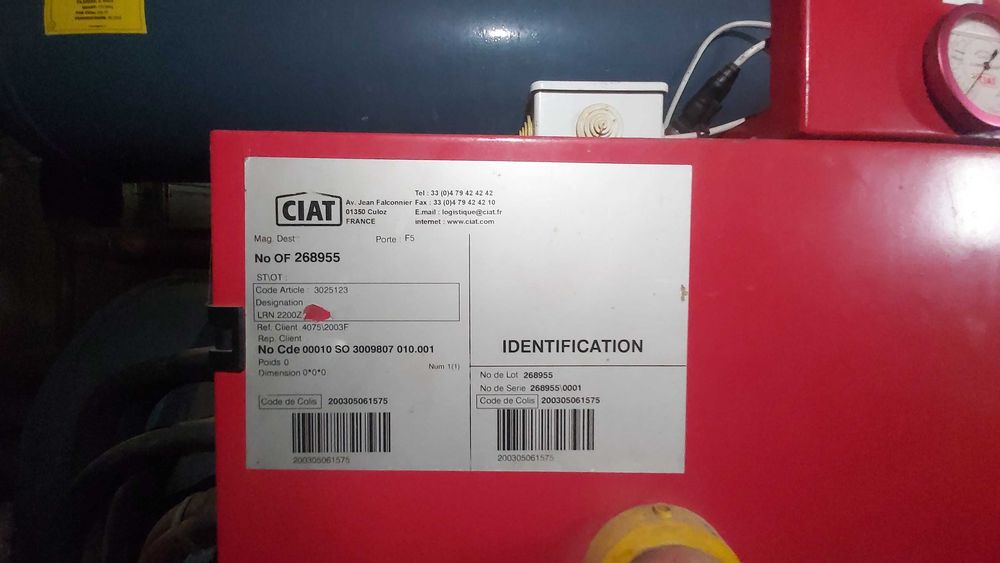 CIAT
Av. Jean Falconnier
01350 Culoz
FRANCE
Tel : 33 (0)4 79 42 42 42
Fax : 33 (0)4 79 42 42 10
E.mail : logistique@ciat.fr
internet : www.ciat.com
Mag. Dest : Porte : F5
No OF 268955
ST\OT :
Code Article : 3025123
Designation
LRN 2200Z
Ref. Client 4075\2003F
Rep. Client
No Cde 00010 SO 3009807 010.001
Poids 0
Num 1(1)
Dimension 0*0*0
Code de Colis 200305061575
200305061575
IDENTIFICATION
No de Lot 268955
No de Serie 268955\0001
Code de Colis 200305061575
200305061575